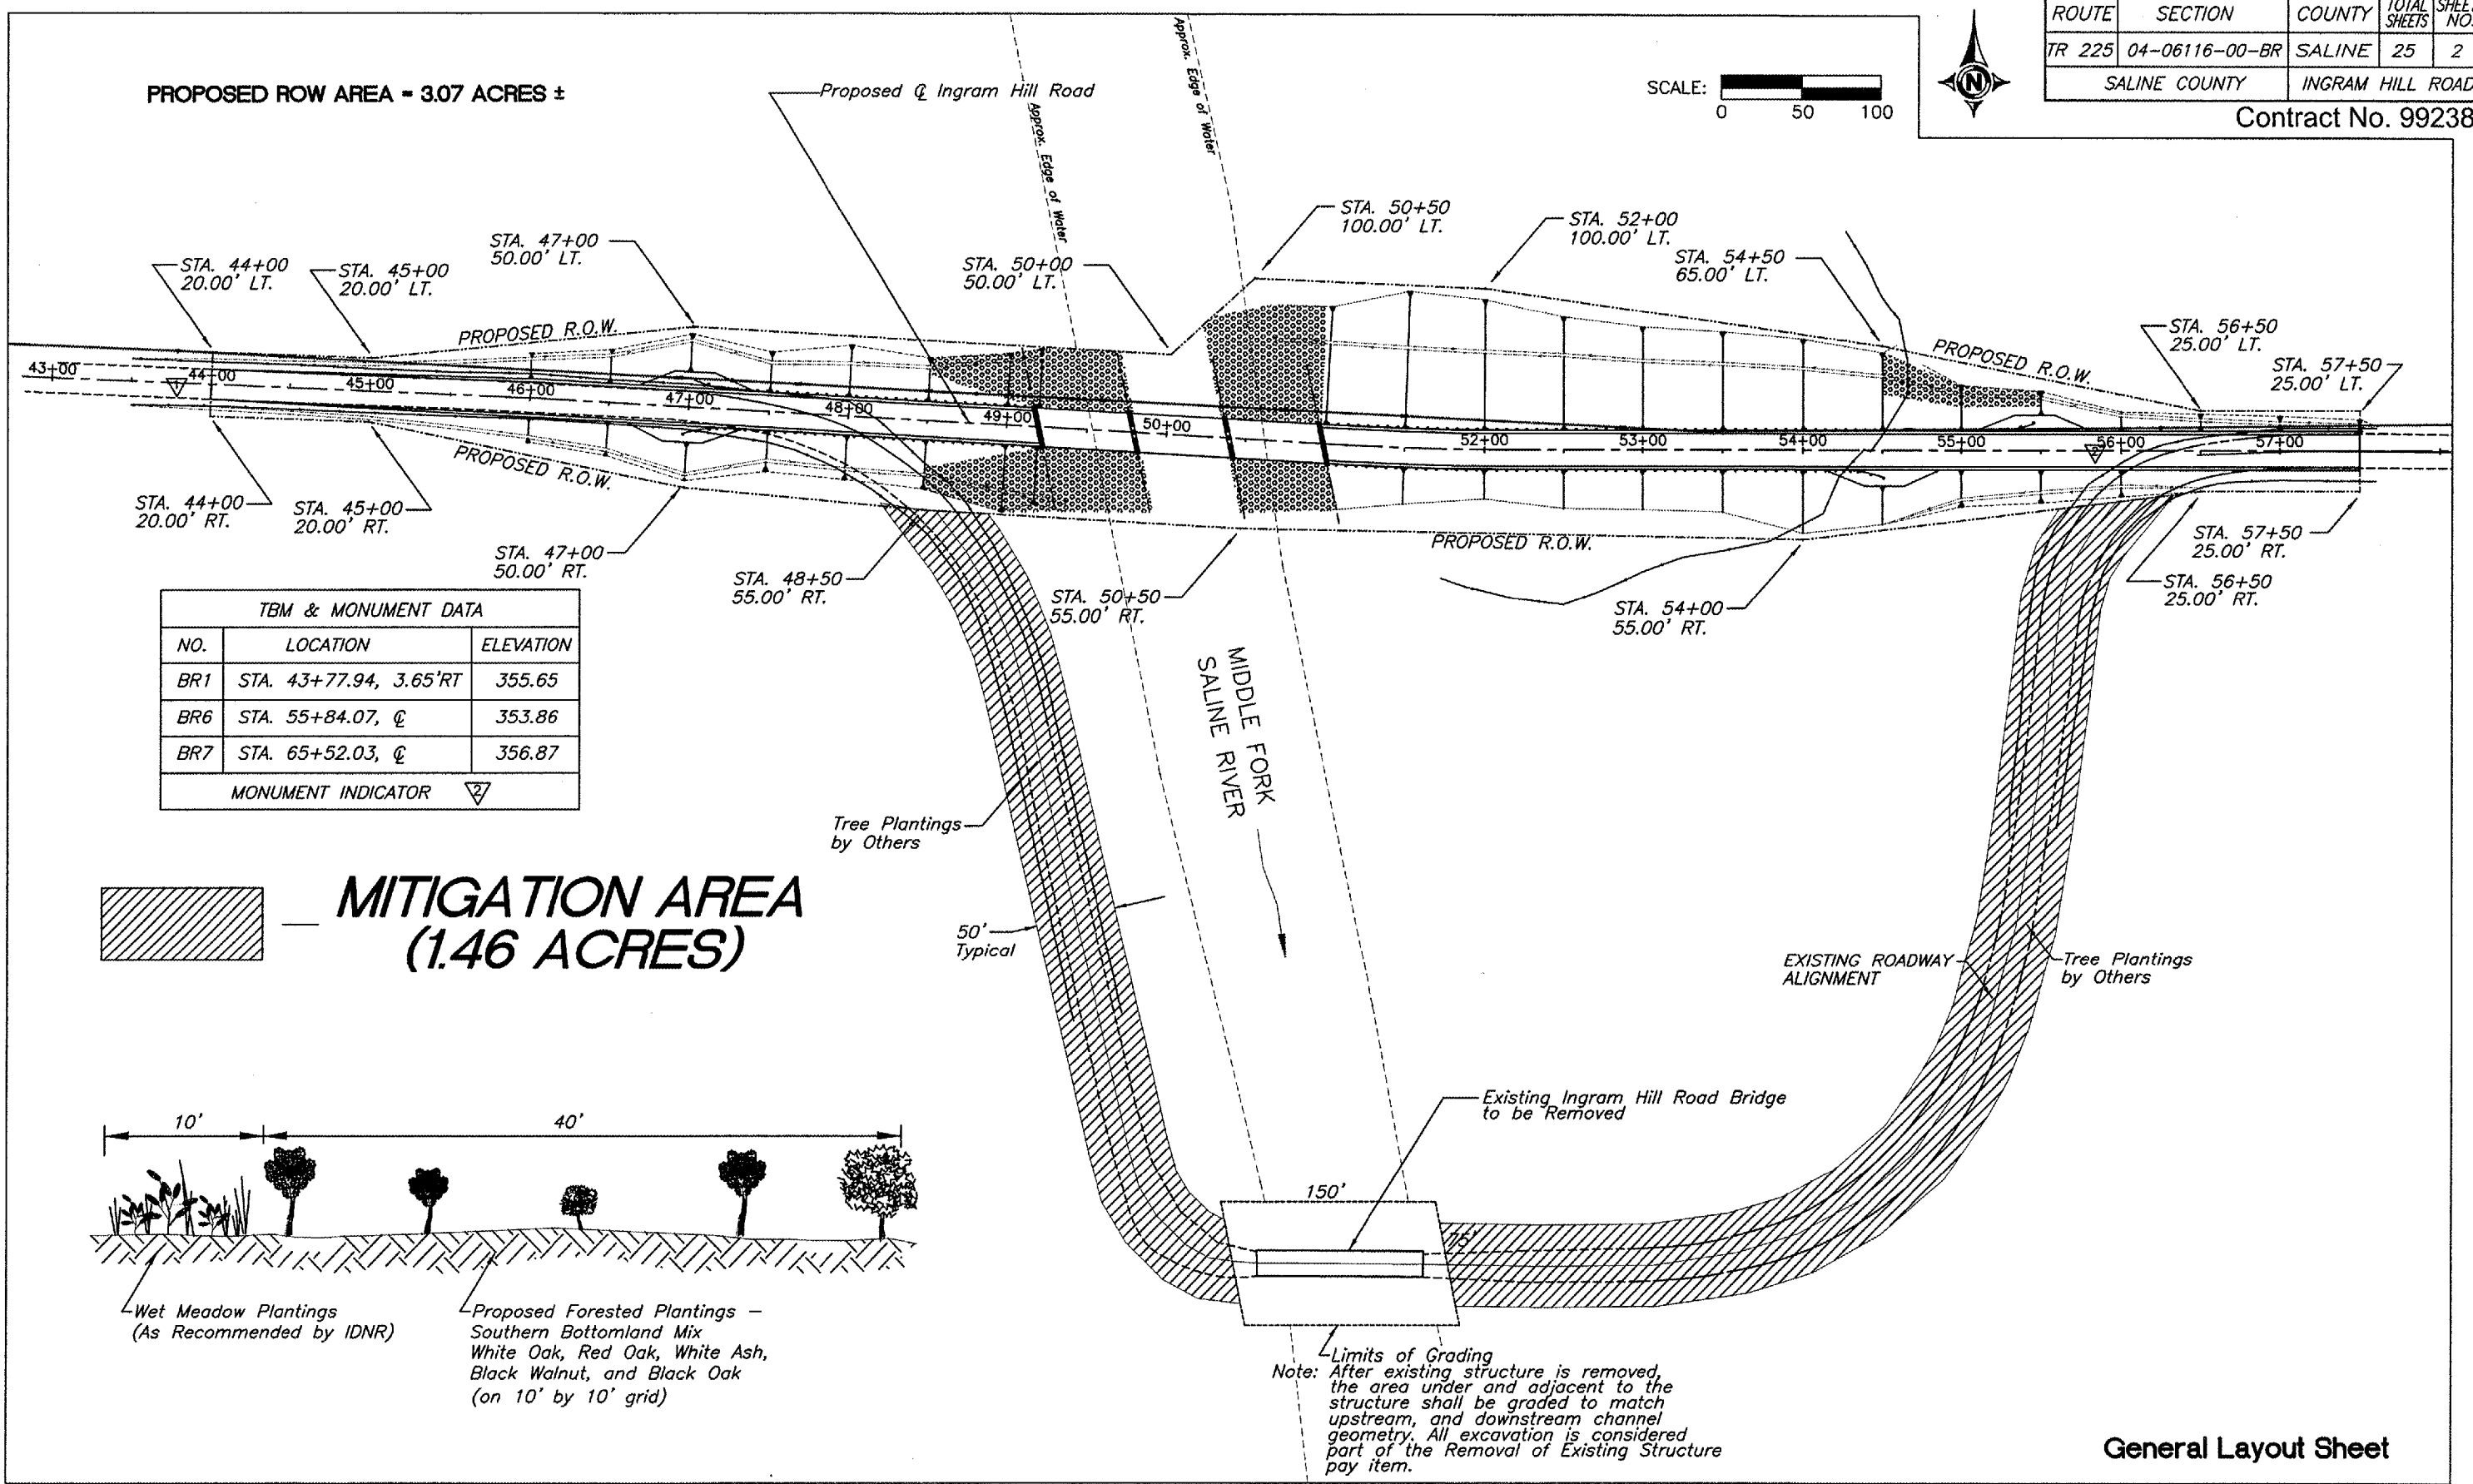 ROUTE SECTION COUNTY TOTAL SHEETS SHEET NO.
TR 225 04-06116-00-BR SALINE 25 2
SALINE COUNTY INGRAM HILL ROAD
Contract No. 99238
N
SCALE:
0 50 100
PROPOSED ROW AREA = 3.07 ACRES ±
Proposed ℄ Ingram Hill Road
Approx. Edge of Water
Approx. Edge of Water
STA. 44+00
20.00' LT.
STA. 45+00
20.00' LT.
STA. 47+00
50.00' LT.
STA. 50+00
50.00' LT.
STA. 50+50
100.00' LT.
STA. 52+00
100.00' LT.
STA. 54+50
65.00' LT.
STA. 56+50
25.00' LT.
STA. 57+50
25.00' LT.
PROPOSED R.O.W.
PROPOSED R.O.W.
43+00 44+00 45+00 46+00 47+00 48+00 49+00 50+00 52+00 53+00 54+00 55+00 56+00 57+00
1
2
PROPOSED R.O.W.
PROPOSED R.O.W.
STA. 44+00
20.00' RT.
STA. 45+00
20.00' RT.
STA. 47+00
50.00' RT.
STA. 48+50
55.00' RT.
STA. 50+50
55.00' RT.
STA. 54+00
55.00' RT.
STA. 57+50
25.00' RT.
STA. 56+50
25.00' RT.
TBM & MONUMENT DATA
NO. LOCATION ELEVATION
BR1 STA. 43+77.94, 3.65'RT 355.65
BR6 STA. 55+84.07, ℄ 353.86
BR7 STA. 65+52.03, ℄ 356.87
MONUMENT INDICATOR 2
MIDDLE FORK
SALINE RIVER
Tree Plantings
by Others
MITIGATION AREA
(1.46 ACRES)
50'
Typical
EXISTING ROADWAY
ALIGNMENT
Tree Plantings
by Others
Existing Ingram Hill Road Bridge
to be Removed
150'
75'
10' 40'
Wet Meadow Plantings
(As Recommended by IDNR)
Proposed Forested Plantings –
Southern Bottomland Mix
White Oak, Red Oak, White Ash,
Black Walnut, and Black Oak
(on 10' by 10' grid)
Limits of Grading
Note: After existing structure is removed,
the area under and adjacent to the
structure shall be graded to match
upstream, and downstream channel
geometry. All excavation is considered
part of the Removal of Existing Structure
pay item.
General Layout Sheet